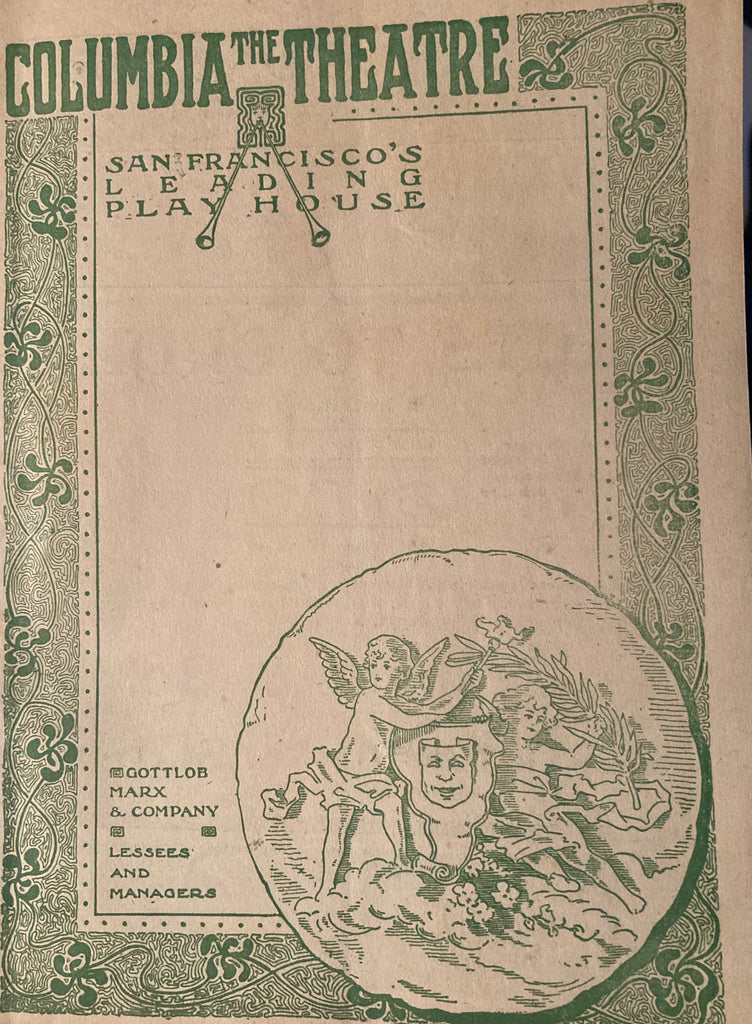 THE COLUMBIA THEATRE
SAN FRANCISCO'S
LEADING
PLAY HOUSE
GOTTLOB
MARX
& COMPANY
LESSEES
AND
MANAGERS